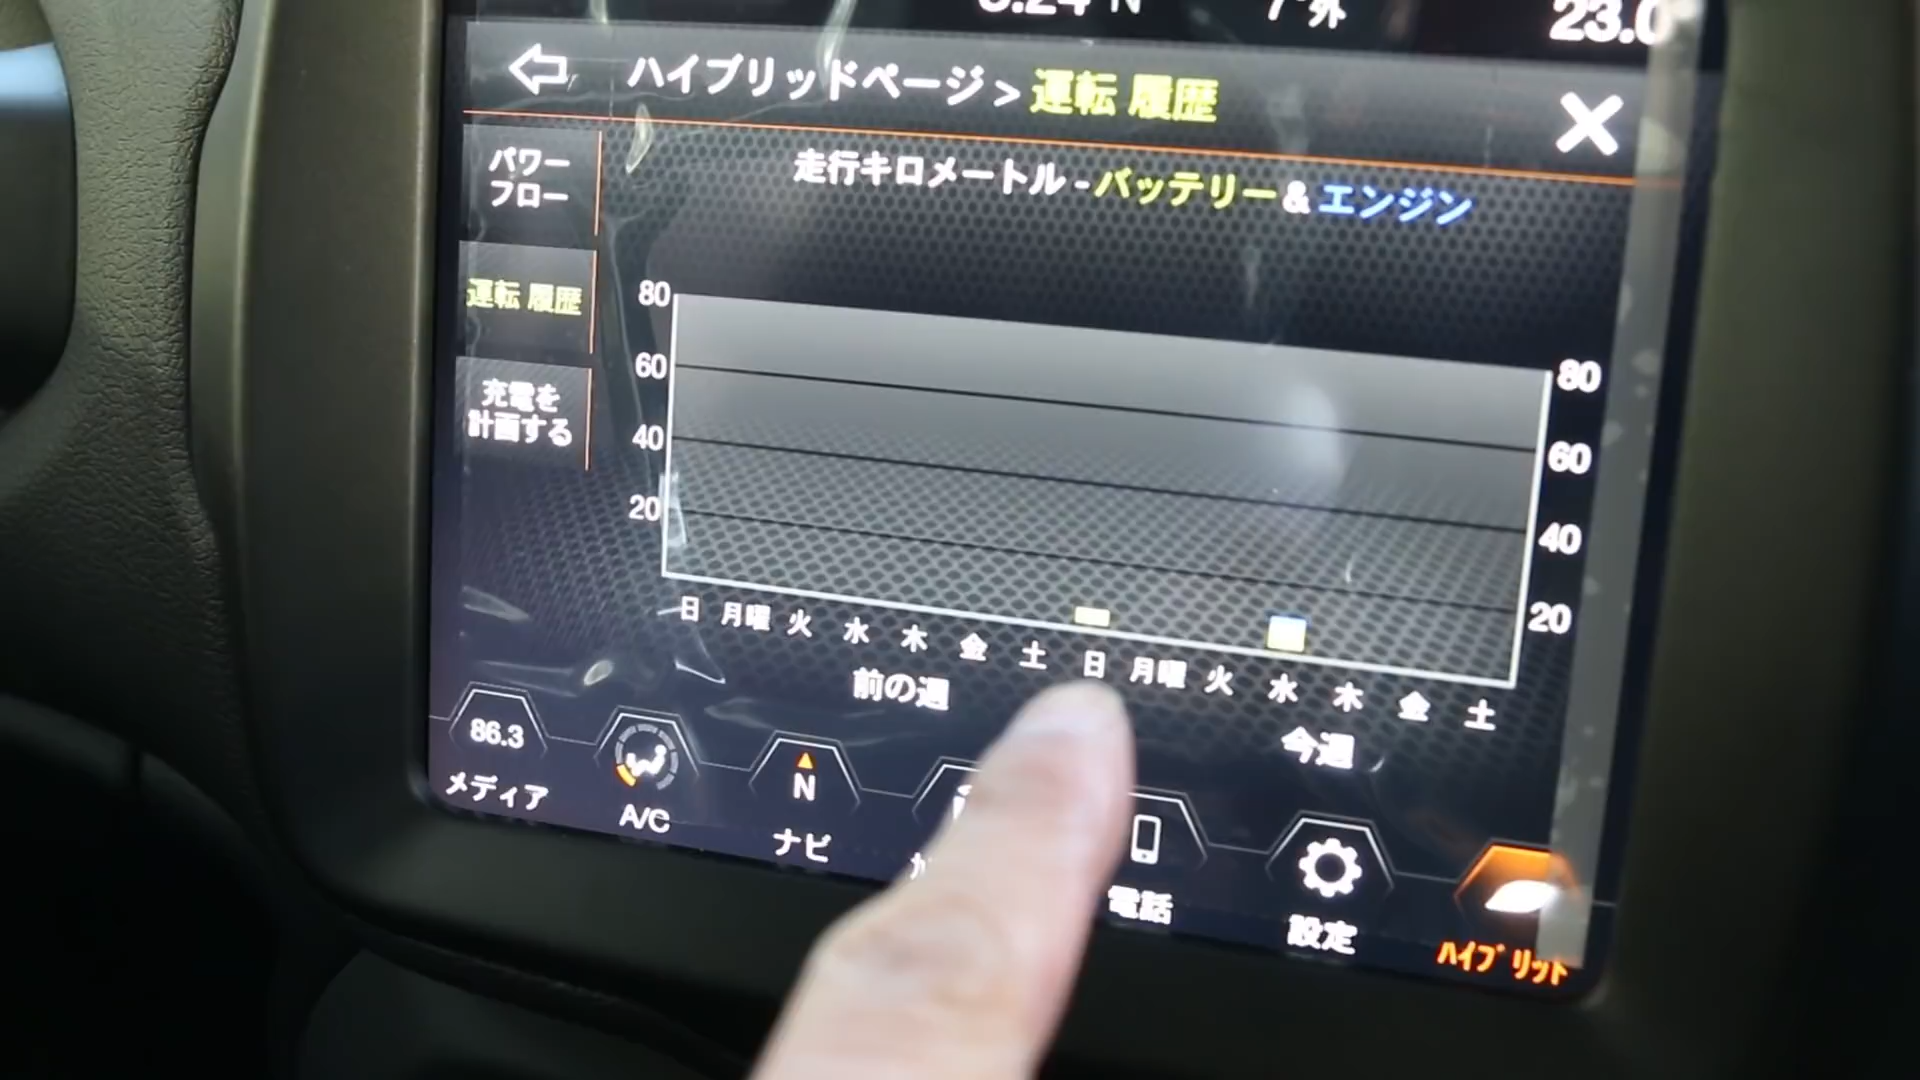 23.0
ハイブリッドページ > 運転 履歴
走行キロメートル - バッテリー & エンジン
パワー
フロー
運転 履歴
充電を
計画する
80
60
40
20
80
60
40
20
日 月曜 火 水 木 金 土 日 月曜 火 水 木 金 土
前の週 今週
86.3
メディア
A/C
N
ナビ
電話
設定
ハイブリット